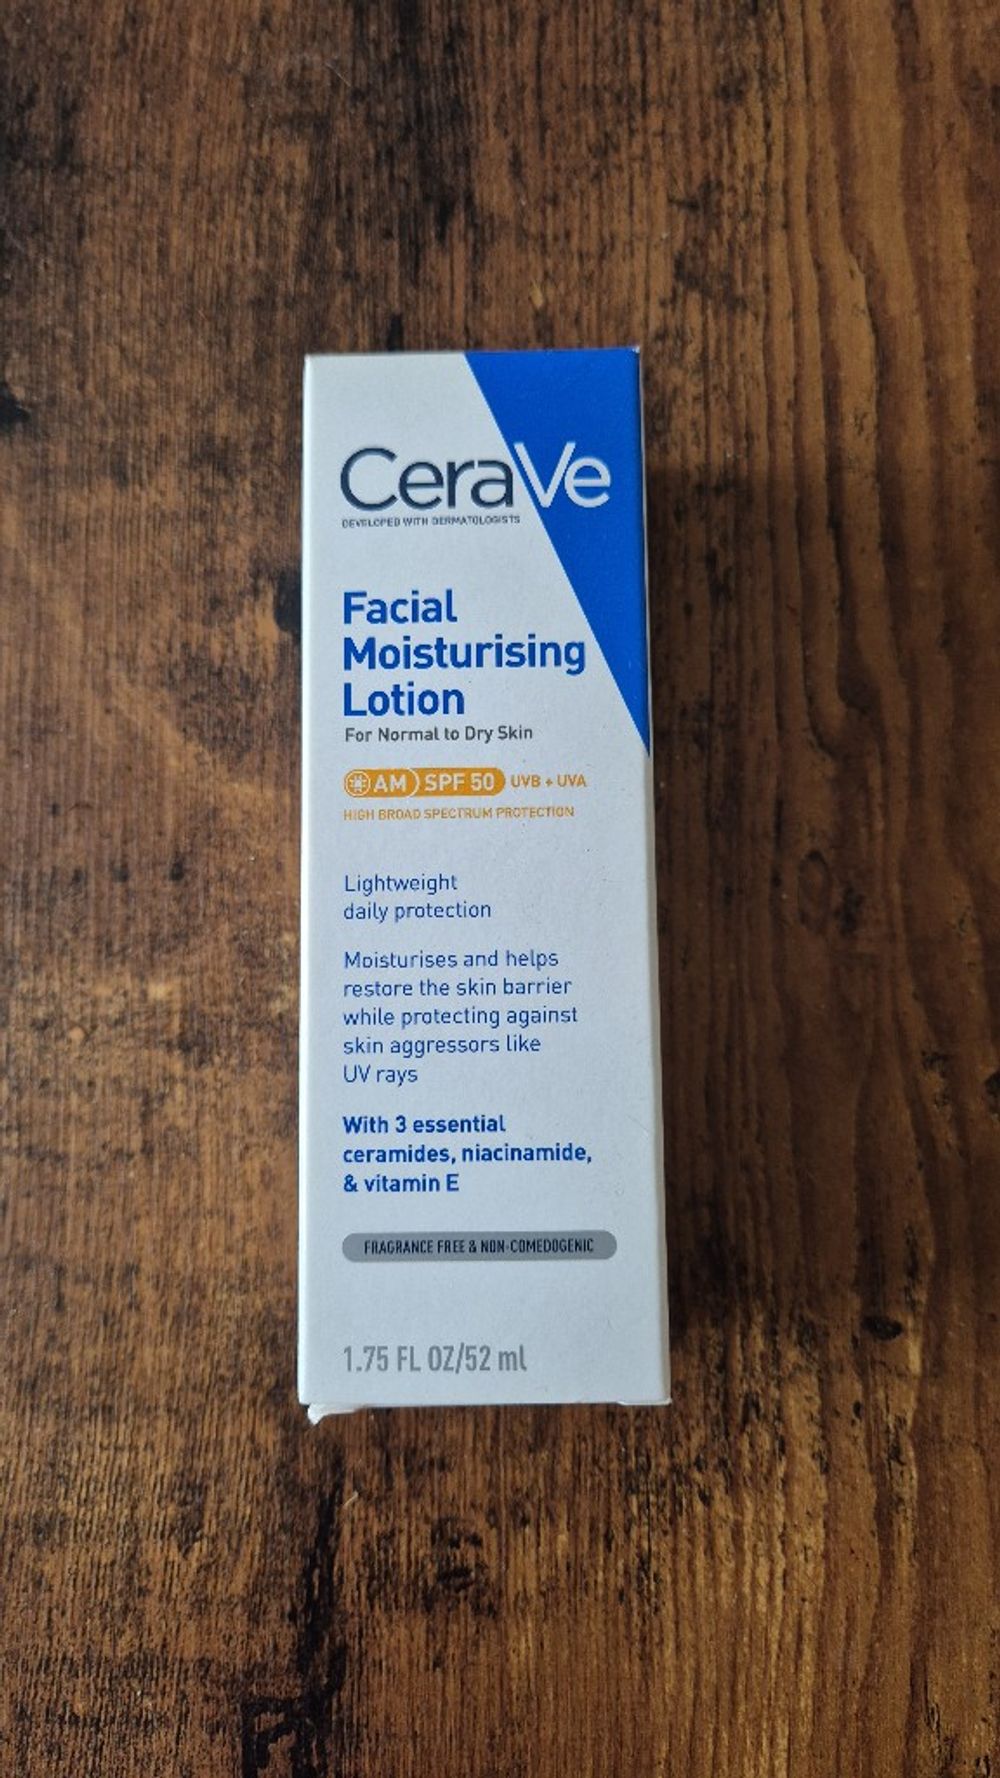 CeraVe
DEVELOPED WITH DERMATOLOGISTS
Facial
Moisturising
Lotion
For Normal to Dry Skin
AM SPF 50 UVB + UVA
HIGH BROAD SPECTRUM PROTECTION
Lightweight
daily protection
Moisturises and helps
restore the skin barrier
while protecting against
skin aggressors like
UV rays
With 3 essential
ceramides, niacinamide,
& vitamin E
FRAGRANCE FREE & NON-COMEDOGENIC
1.75 FL OZ/52 ml